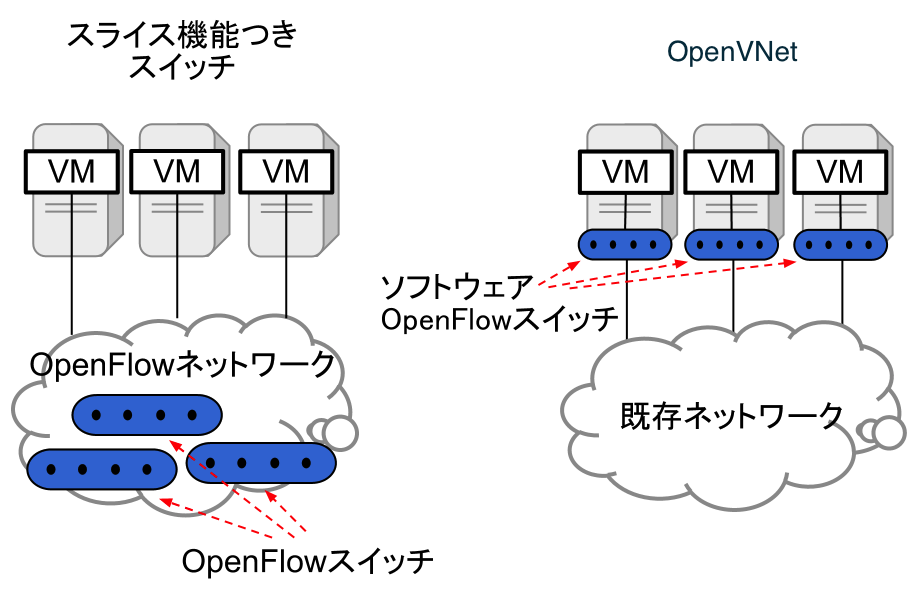 スライス機能つき
スイッチ
VM
VM
VM
OpenFlowネットワーク
OpenFlowスイッチ
OpenVNet
VM
VM
VM
ソフトウェア
OpenFlowスイッチ
既存ネットワーク